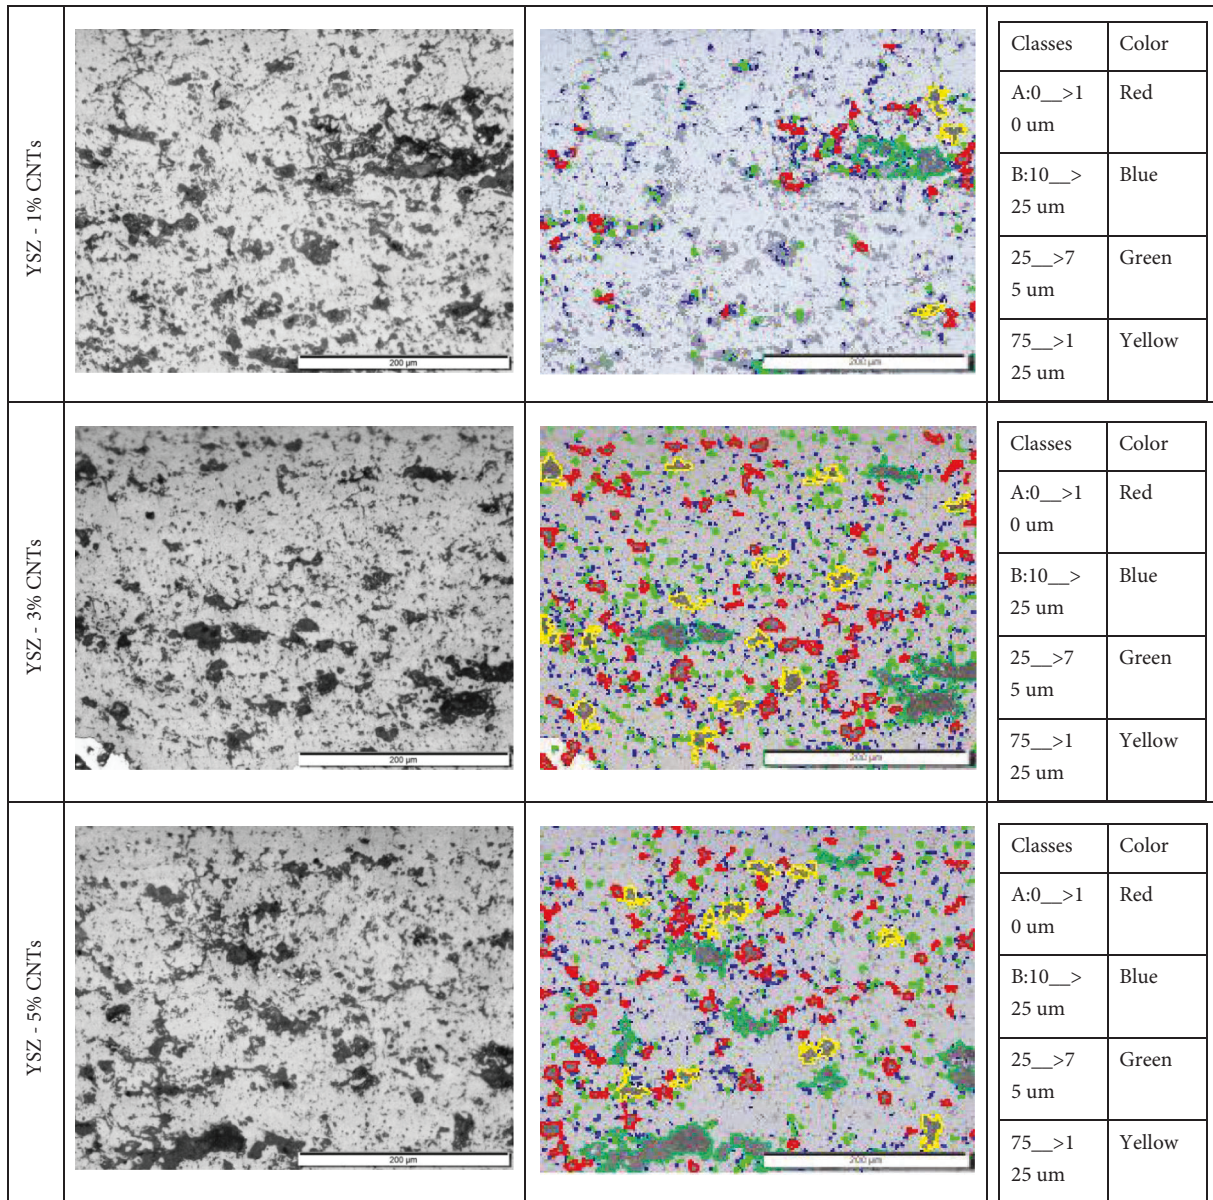 YSZ - 1% CNTs
200 µm
200 µm
Classes Color
A:0__>1 Red
0 um
B:10__> Blue
25 um
25__>7 Green
5 um
75__>1 Yellow
25 um
YSZ - 3% CNTs
200 µm
200 µm
Classes Color
A:0__>1 Red
0 um
B:10__> Blue
25 um
25__>7 Green
5 um
75__>1 Yellow
25 um
YSZ - 5% CNTs
200 µm
200 µm
Classes Color
A:0__>1 Red
0 um
B:10__> Blue
25 um
25__>7 Green
5 um
75__>1 Yellow
25 um